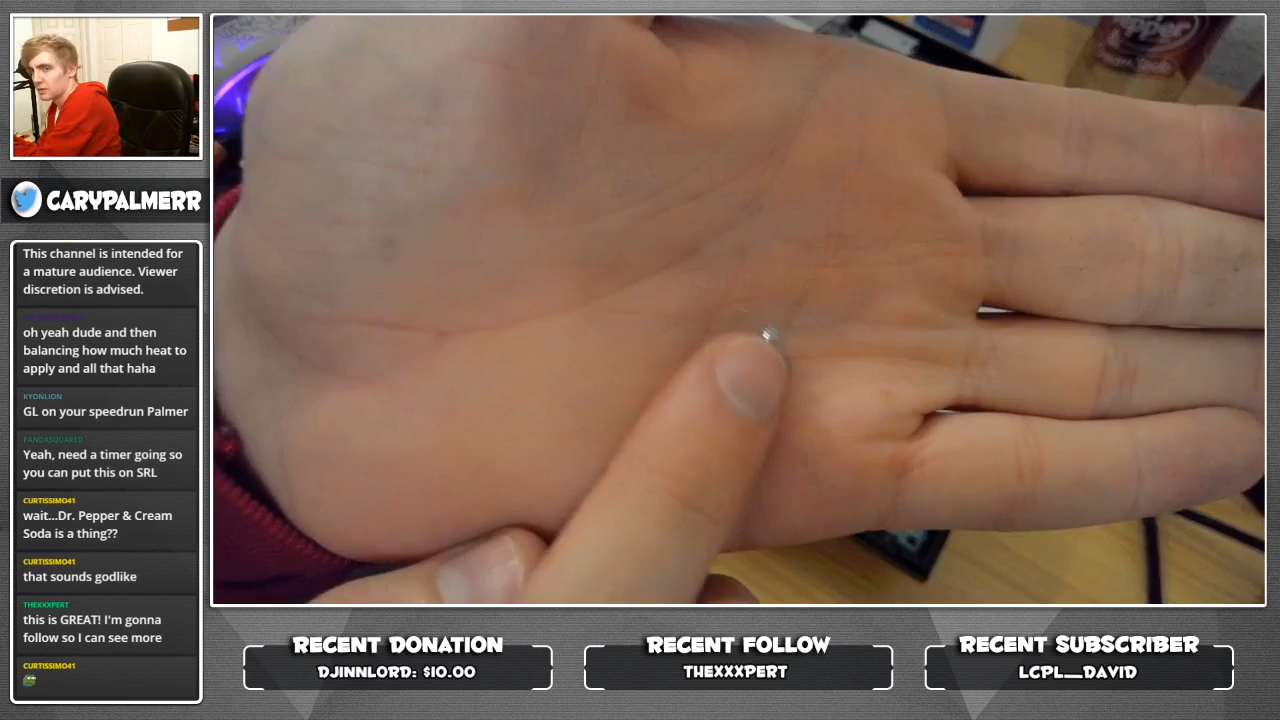 CARYPALMERR
This channel is intended for
a mature audience. Viewer
discretion is advised.
oh yeah dude and then
balancing how much heat to
apply and all that haha
KYONLION
GL on your speedrun Palmer
PANDASQUARED
Yeah, need a timer going so
you can put this on SRL
CURTISSIMO41
wait...Dr. Pepper & Cream
Soda is a thing??
CURTISSIMO41
that sounds godlike
THEXXXPERT
this is GREAT! I'm gonna
follow so I can see more
CURTISSIMO41
RECENT DONATION
DJINNLORD: $10.00
RECENT FOLLOW
THEXXXPERT
RECENT SUBSCRIBER
LCPL__DAVID